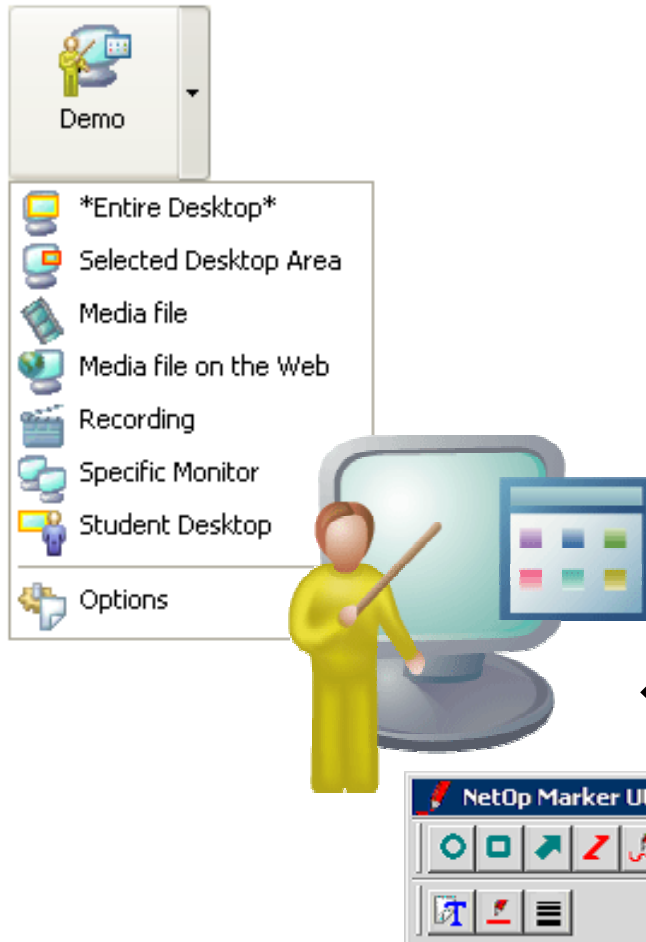 Demo
*Entire Desktop*
Selected Desktop Area
Media file
Media file on the Web
Recording
Specific Monitor
Student Desktop
Options
NetOp Marker